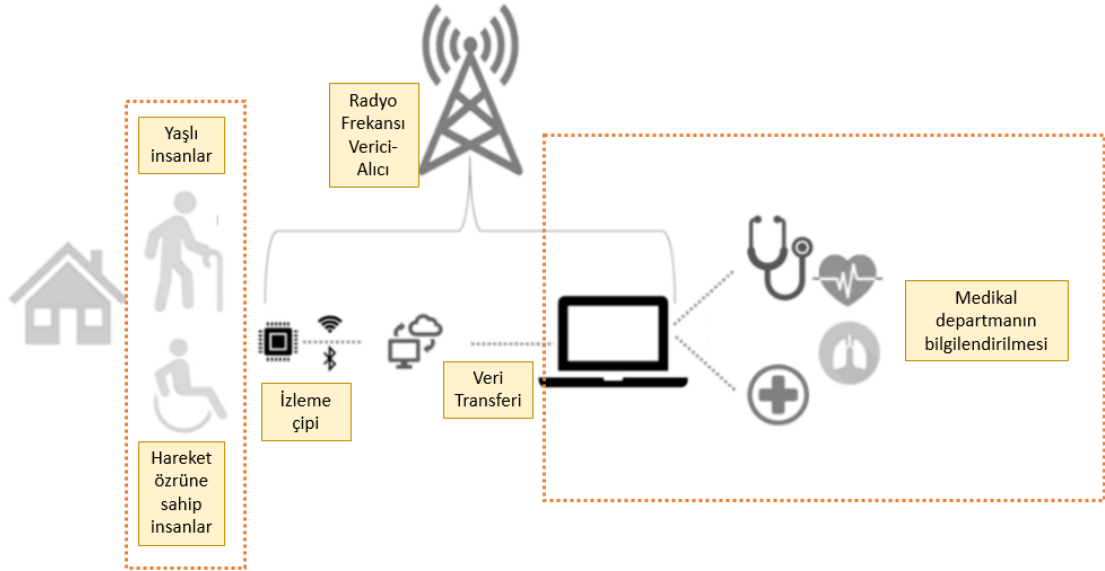 Radyo
Frekansı
Verici-
Alıcı
Yaşlı
insanlar
Hareket
özrüne
sahip
insanlar
İzleme
çipi
Veri
Transferi
Medikal
departmanın
bilgilendirilmesi